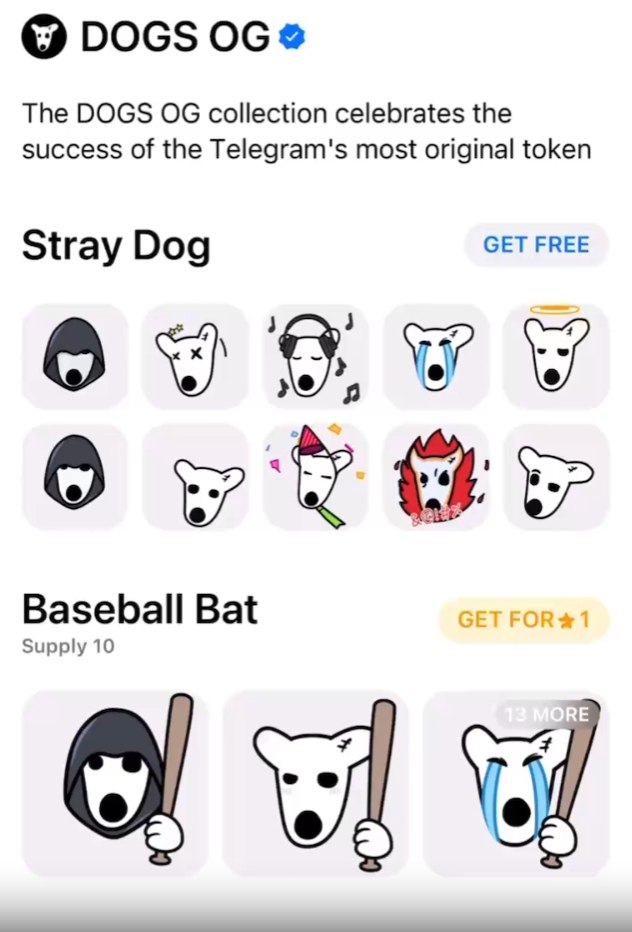 DOGS OG
The DOGS OG collection celebrates the
success of the Telegram's most original token
Stray Dog
GET FREE
&@!#%
Baseball Bat
GET FOR ★ 1
Supply 10
13 MORE